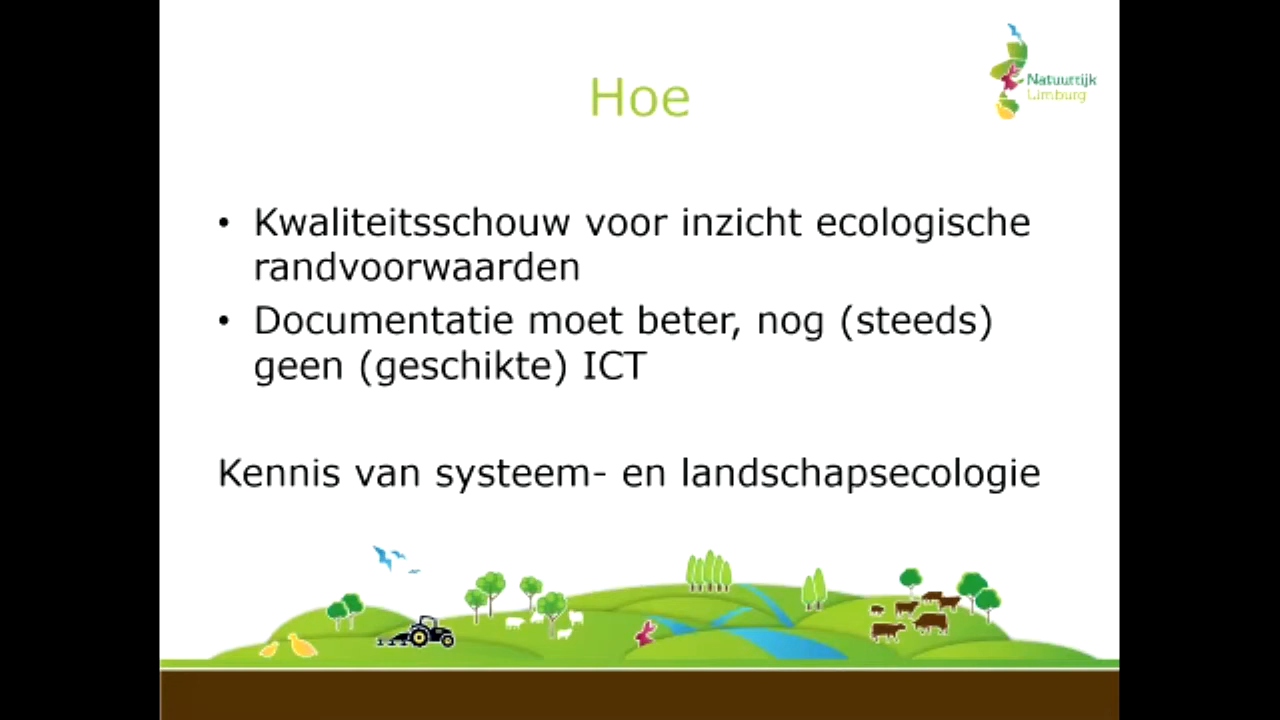 Natuurrijk
Limburg
Hoe
• Kwaliteitsschouw voor inzicht ecologische
randvoorwaarden
• Documentatie moet beter, nog (steeds)
geen (geschikte) ICT
Kennis van systeem- en landschapsecologie